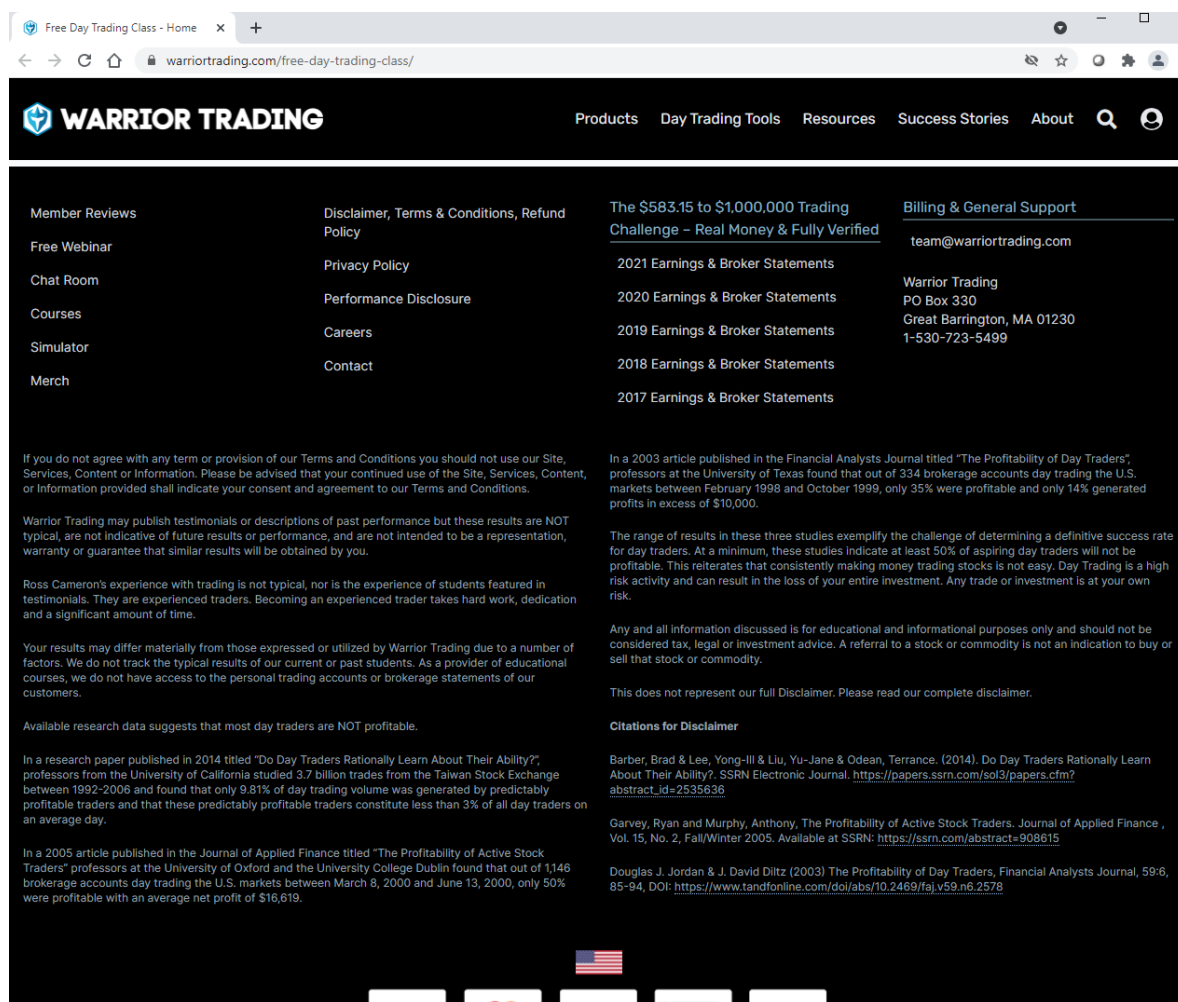 Free Day Trading Class - Home
warriortrading.com/free-day-trading-class/
WARRIOR TRADING
Products Day Trading Tools Resources Success Stories About
Member Reviews
Free Webinar
Chat Room
Courses
Simulator
Merch
Disclaimer, Terms & Conditions, Refund
Policy
Privacy Policy
Performance Disclosure
Careers
Contact
The $583.15 to $1,000,000 Trading
Challenge – Real Money & Fully Verified
2021 Earnings & Broker Statements
2020 Earnings & Broker Statements
2019 Earnings & Broker Statements
2018 Earnings & Broker Statements
2017 Earnings & Broker Statements
Billing & General Support
team@warriortrading.com
Warrior Trading
PO Box 330
Great Barrington, MA 01230
1-530-723-5499
If you do not agree with any term or provision of our Terms and Conditions you should not use our Site,
Services, Content or Information. Please be advised that your continued use of the Site, Services, Content,
or Information provided shall indicate your consent and agreement to our Terms and Conditions.
Warrior Trading may publish testimonials or descriptions of past performance but these results are NOT
typical, are not indicative of future results or performance, and are not intended to be a representation,
warranty or guarantee that similar results will be obtained by you.
Ross Cameron's experience with trading is not typical, nor is the experience of students featured in
testimonials. They are experienced traders. Becoming an experienced trader takes hard work, dedication
and a significant amount of time.
Your results may differ materially from those expressed or utilized by Warrior Trading due to a number of
factors. We do not track the typical results of our current or past students. As a provider of educational
courses, we do not have access to the personal trading accounts or brokerage statements of our
customers.
Available research data suggests that most day traders are NOT profitable.
In a research paper published in 2014 titled “Do Day Traders Rationally Learn About Their Ability?”,
professors from the University of California studied 3.7 billion trades from the Taiwan Stock Exchange
between 1992-2006 and found that only 9.81% of day trading volume was generated by predictably
profitable traders and that these predictably profitable traders constitute less than 3% of all day traders on
an average day.
In a 2005 article published in the Journal of Applied Finance titled “The Profitability of Active Stock
Traders” professors at the University of Oxford and the University College Dublin found that out of 1,146
brokerage accounts day trading the U.S. markets between March 8, 2000 and June 13, 2000, only 50%
were profitable with an average net profit of $16,619.
In a 2003 article published in the Financial Analysts Journal titled “The Profitability of Day Traders”,
professors at the University of Texas found that out of 334 brokerage accounts day trading the U.S.
markets between February 1998 and October 1999, only 35% were profitable and only 14% generated
profits in excess of $10,000.
The range of results in these three studies exemplify the challenge of determining a definitive success rate
for day traders. At a minimum, these studies indicate at least 50% of aspiring day traders will not be
profitable. This reiterates that consistently making money trading stocks is not easy. Day Trading is a high
risk activity and can result in the loss of your entire investment. Any trade or investment is at your own
risk.
Any and all information discussed is for educational and informational purposes only and should not be
considered tax, legal or investment advice. A referral to a stock or commodity is not an indication to buy or
sell that stock or commodity.
This does not represent our full Disclaimer. Please read our complete disclaimer.
Citations for Disclaimer
Barber, Brad & Lee, Yong-Ill & Liu, Yu-Jane & Odean, Terrance. (2014). Do Day Traders Rationally Learn
About Their Ability?. SSRN Electronic Journal. https://papers.ssrn.com/sol3/papers.cfm?
abstract_id=2535636
Garvey, Ryan and Murphy, Anthony, The Profitability of Active Stock Traders. Journal of Applied Finance ,
Vol. 15, No. 2, Fall/Winter 2005. Available at SSRN: https://ssrn.com/abstract=908615
Douglas J. Jordan & J. David Diltz (2003) The Profitability of Day Traders, Financial Analysts Journal, 59:6,
85-94, DOI: https://www.tandfonline.com/doi/abs/10.2469/faj.v59.n6.2578